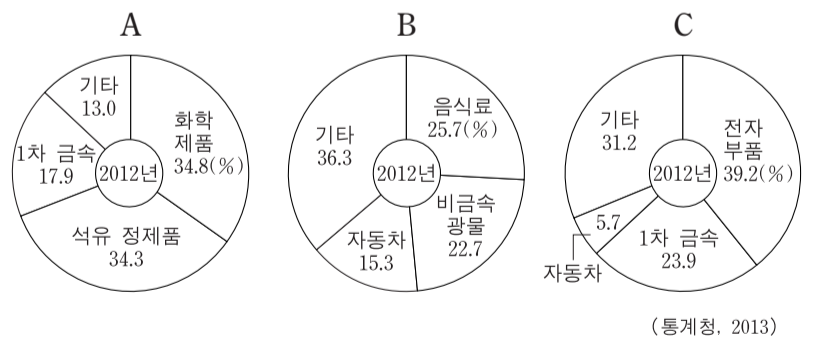 A
기타
13.0
화학
제품
34.8(%)
1차 금속
17.9
2012년
석유 정제품
34.3
B
음식료
25.7(%)
기타
36.3
2012년
비금속
광물
22.7
자동차
15.3
C
기타
31.2
전자
부품
39.2(%)
2012년
5.7
자동차
1차 금속
23.9
(통계청, 2013)